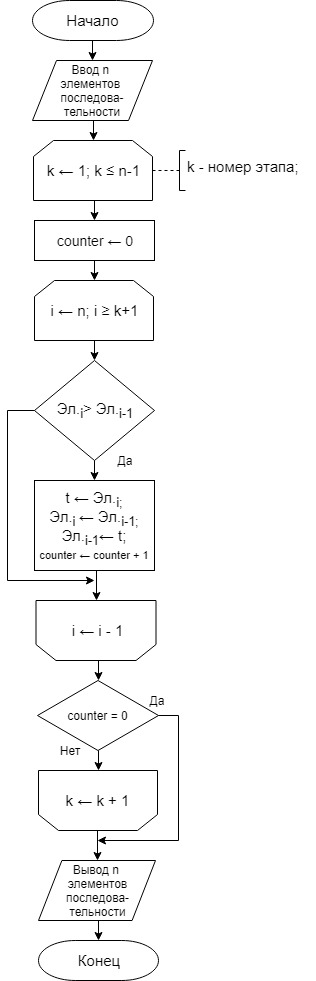 Начало
Ввод n
элементов
последова-
тельности
k ← 1; k ≤ n-1
k - номер этапа;
counter ← 0
i ← n; i ≥ k+1
Эл.i> Эл.i-1
Да
t ← Эл.i;
Эл.i ← Эл.i-1;
Эл.i-1← t;
counter ← counter + 1
i ← i - 1
Да
counter = 0
Нет
k ← k + 1
Вывод n
элементов
последова-
тельности
Конец